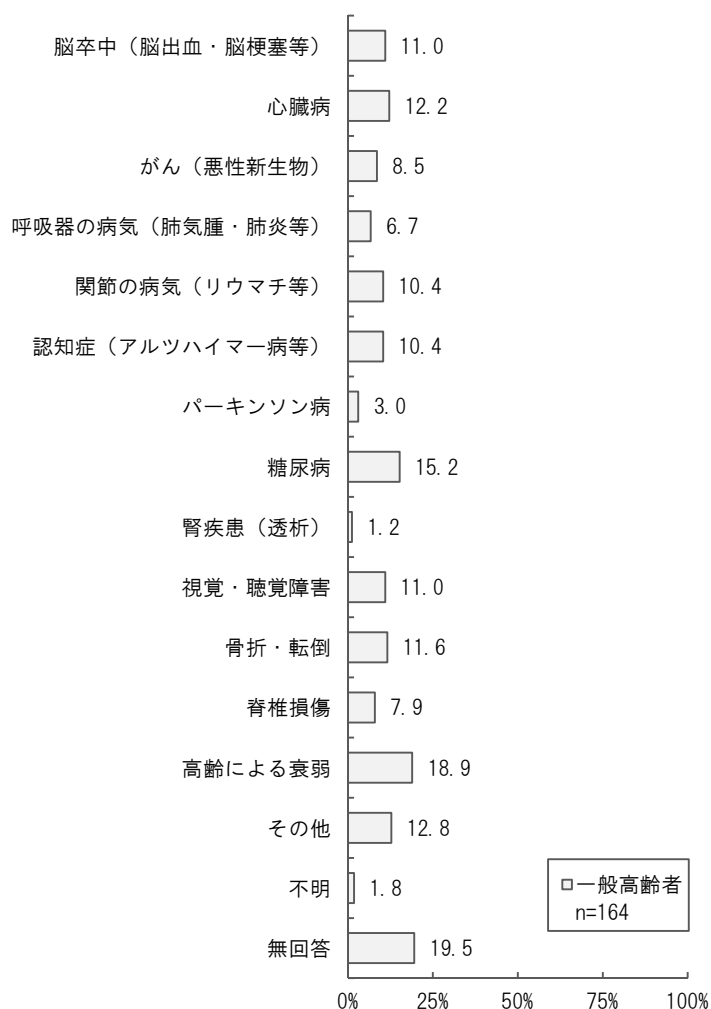 脳卒中（脳出血・脳梗塞等） 11.0
心臓病 12.2
がん（悪性新生物） 8.5
呼吸器の病気（肺気腫・肺炎等） 6.7
関節の病気（リウマチ等） 10.4
認知症（アルツハイマー病等） 10.4
パーキンソン病 3.0
糖尿病 15.2
腎疾患（透析） 1.2
視覚・聴覚障害 11.0
骨折・転倒 11.6
脊椎損傷 7.9
高齢による衰弱 18.9
その他 12.8
不明 1.8
無回答 19.5
一般高齢者
n=164
0% 25% 50% 75% 100%